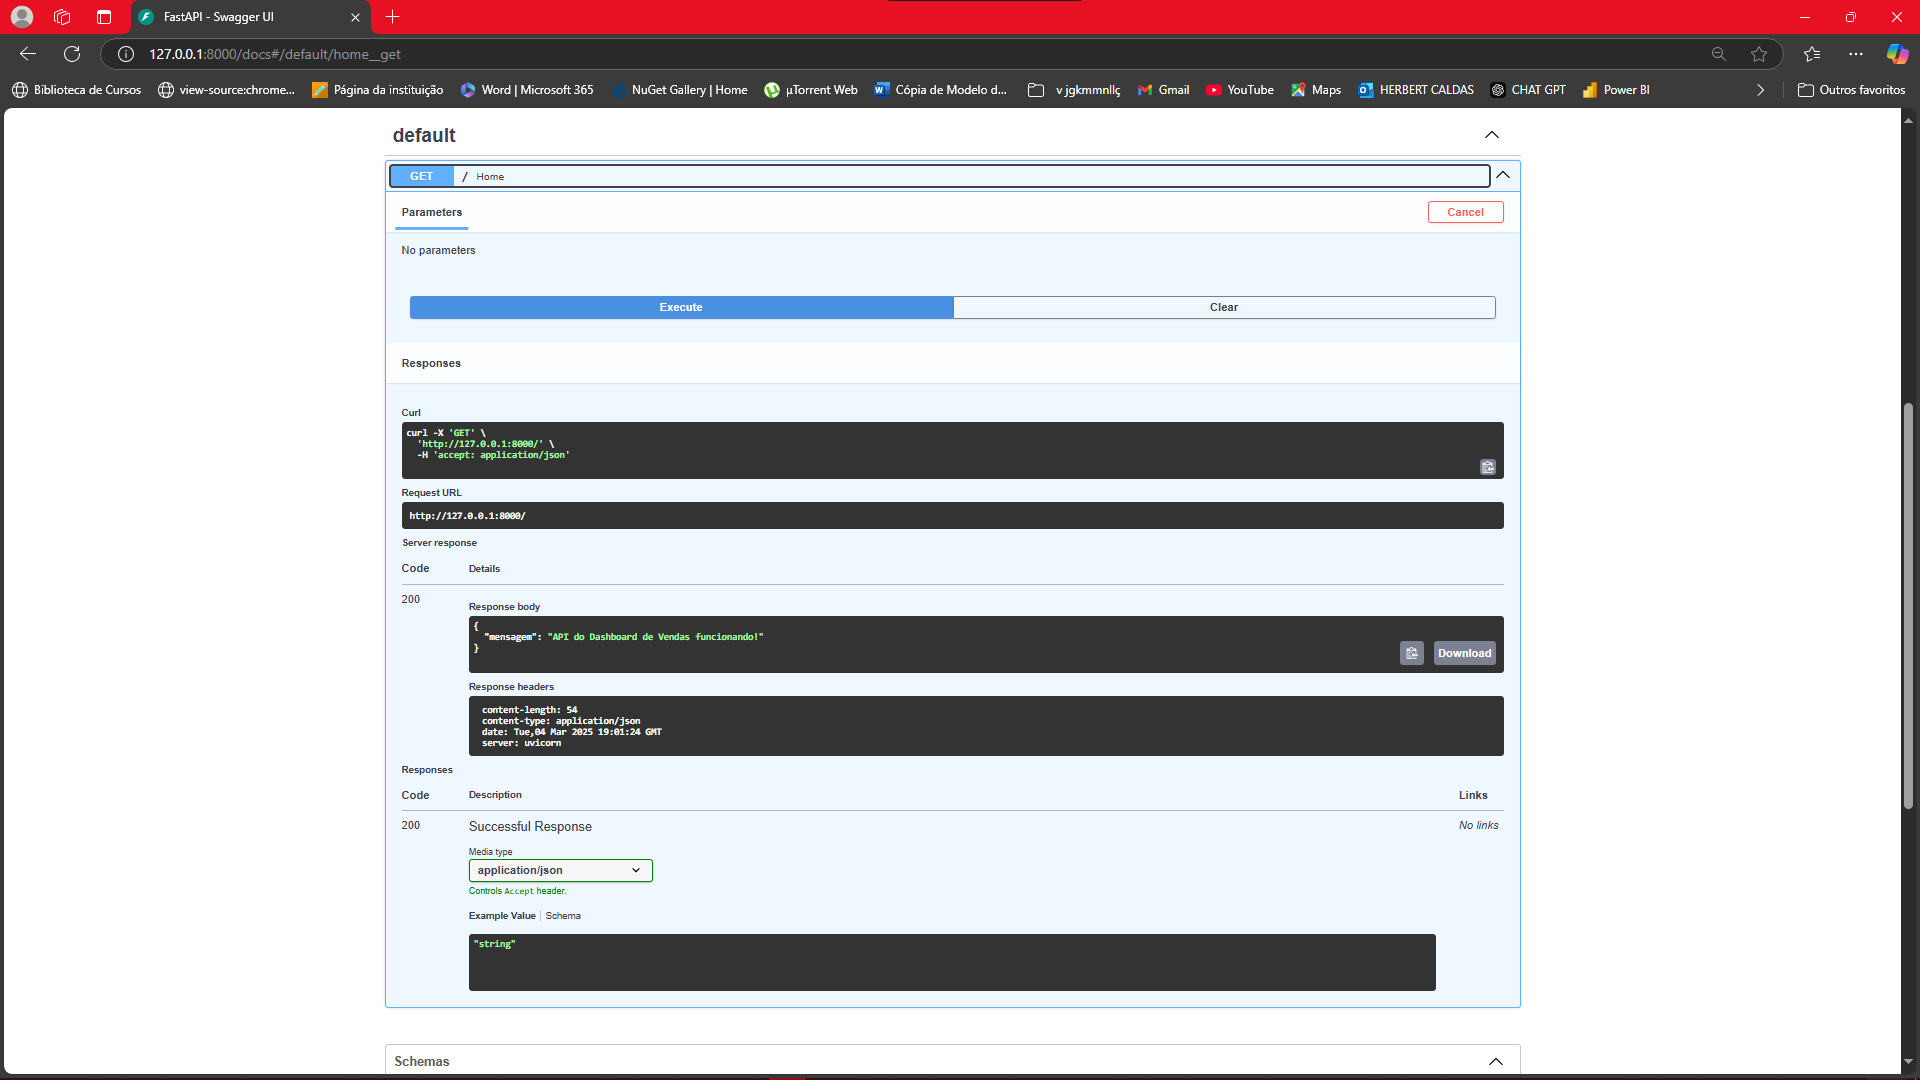 FastAPI - Swagger UI
127.0.0.1:8000/docs#/default/home__get
Biblioteca de Cursos
view-source:chrome...
Página da instituição
Word | Microsoft 365
NuGet Gallery | Home
µTorrent Web
Cópia de Modelo d...
v jgkmmnllç
Gmail
YouTube
Maps
HERBERT CALDAS
CHAT GPT
Power BI
Outros favoritos
default
GET / Home
Parameters
Cancel
No parameters
Execute
Clear
Responses
Curl
curl -X 'GET' \
'http://127.0.0.1:8000/' \
-H 'accept: application/json'
Request URL
http://127.0.0.1:8000/
Server response
Code Details
200
Response body
{
"mensagem": "API do Dashboard de Vendas funcionando!"
}
Download
Response headers
content-length: 54
content-type: application/json
date: Tue,04 Mar 2025 19:01:24 GMT
server: uvicorn
Responses
Code Description Links
200 Successful Response No links
Media type
application/json
Controls Accept header.
Example Value Schema
"string"
Schemas